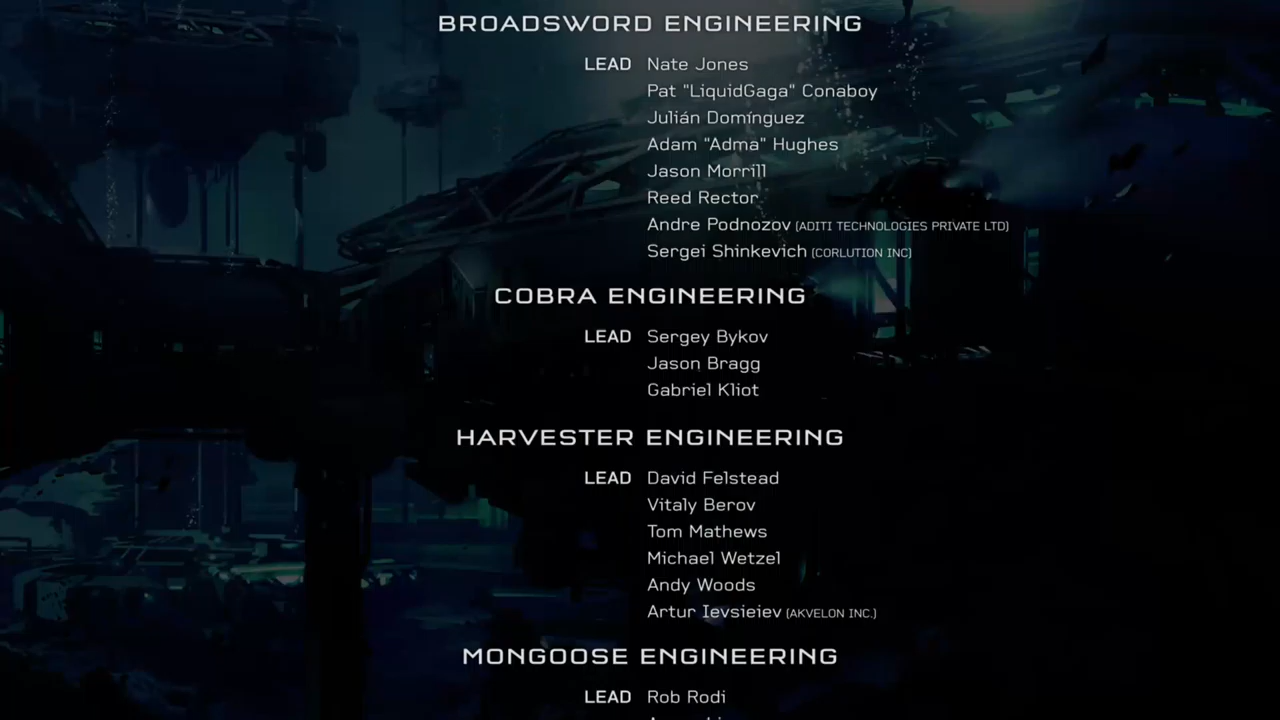 BROADSWORD ENGINEERING
LEAD Nate Jones
Pat "LiquidGaga" Conaboy
Julián Domínguez
Adam "Adma" Hughes
Jason Morrill
Reed Rector
Andre Podnozov (ADITI TECHNOLOGIES PRIVATE LTD)
Sergei Shinkevich (CORLUTION INC)
COBRA ENGINEERING
LEAD Sergey Bykov
Jason Bragg
Gabriel Kliot
HARVESTER ENGINEERING
LEAD David Felstead
Vitaly Berov
Tom Mathews
Michael Wetzel
Andy Woods
Artur Ievsieiev (AKVELON INC.)
MONGOOSE ENGINEERING
LEAD Rob Rodi